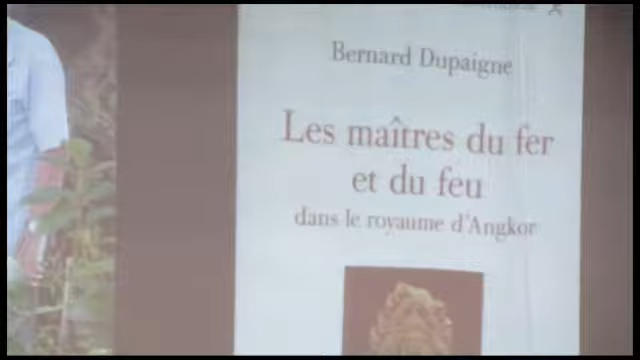 Bernard Dupaigne
Les maîtres du fer
et du feu
dans le royaume d'Angkor